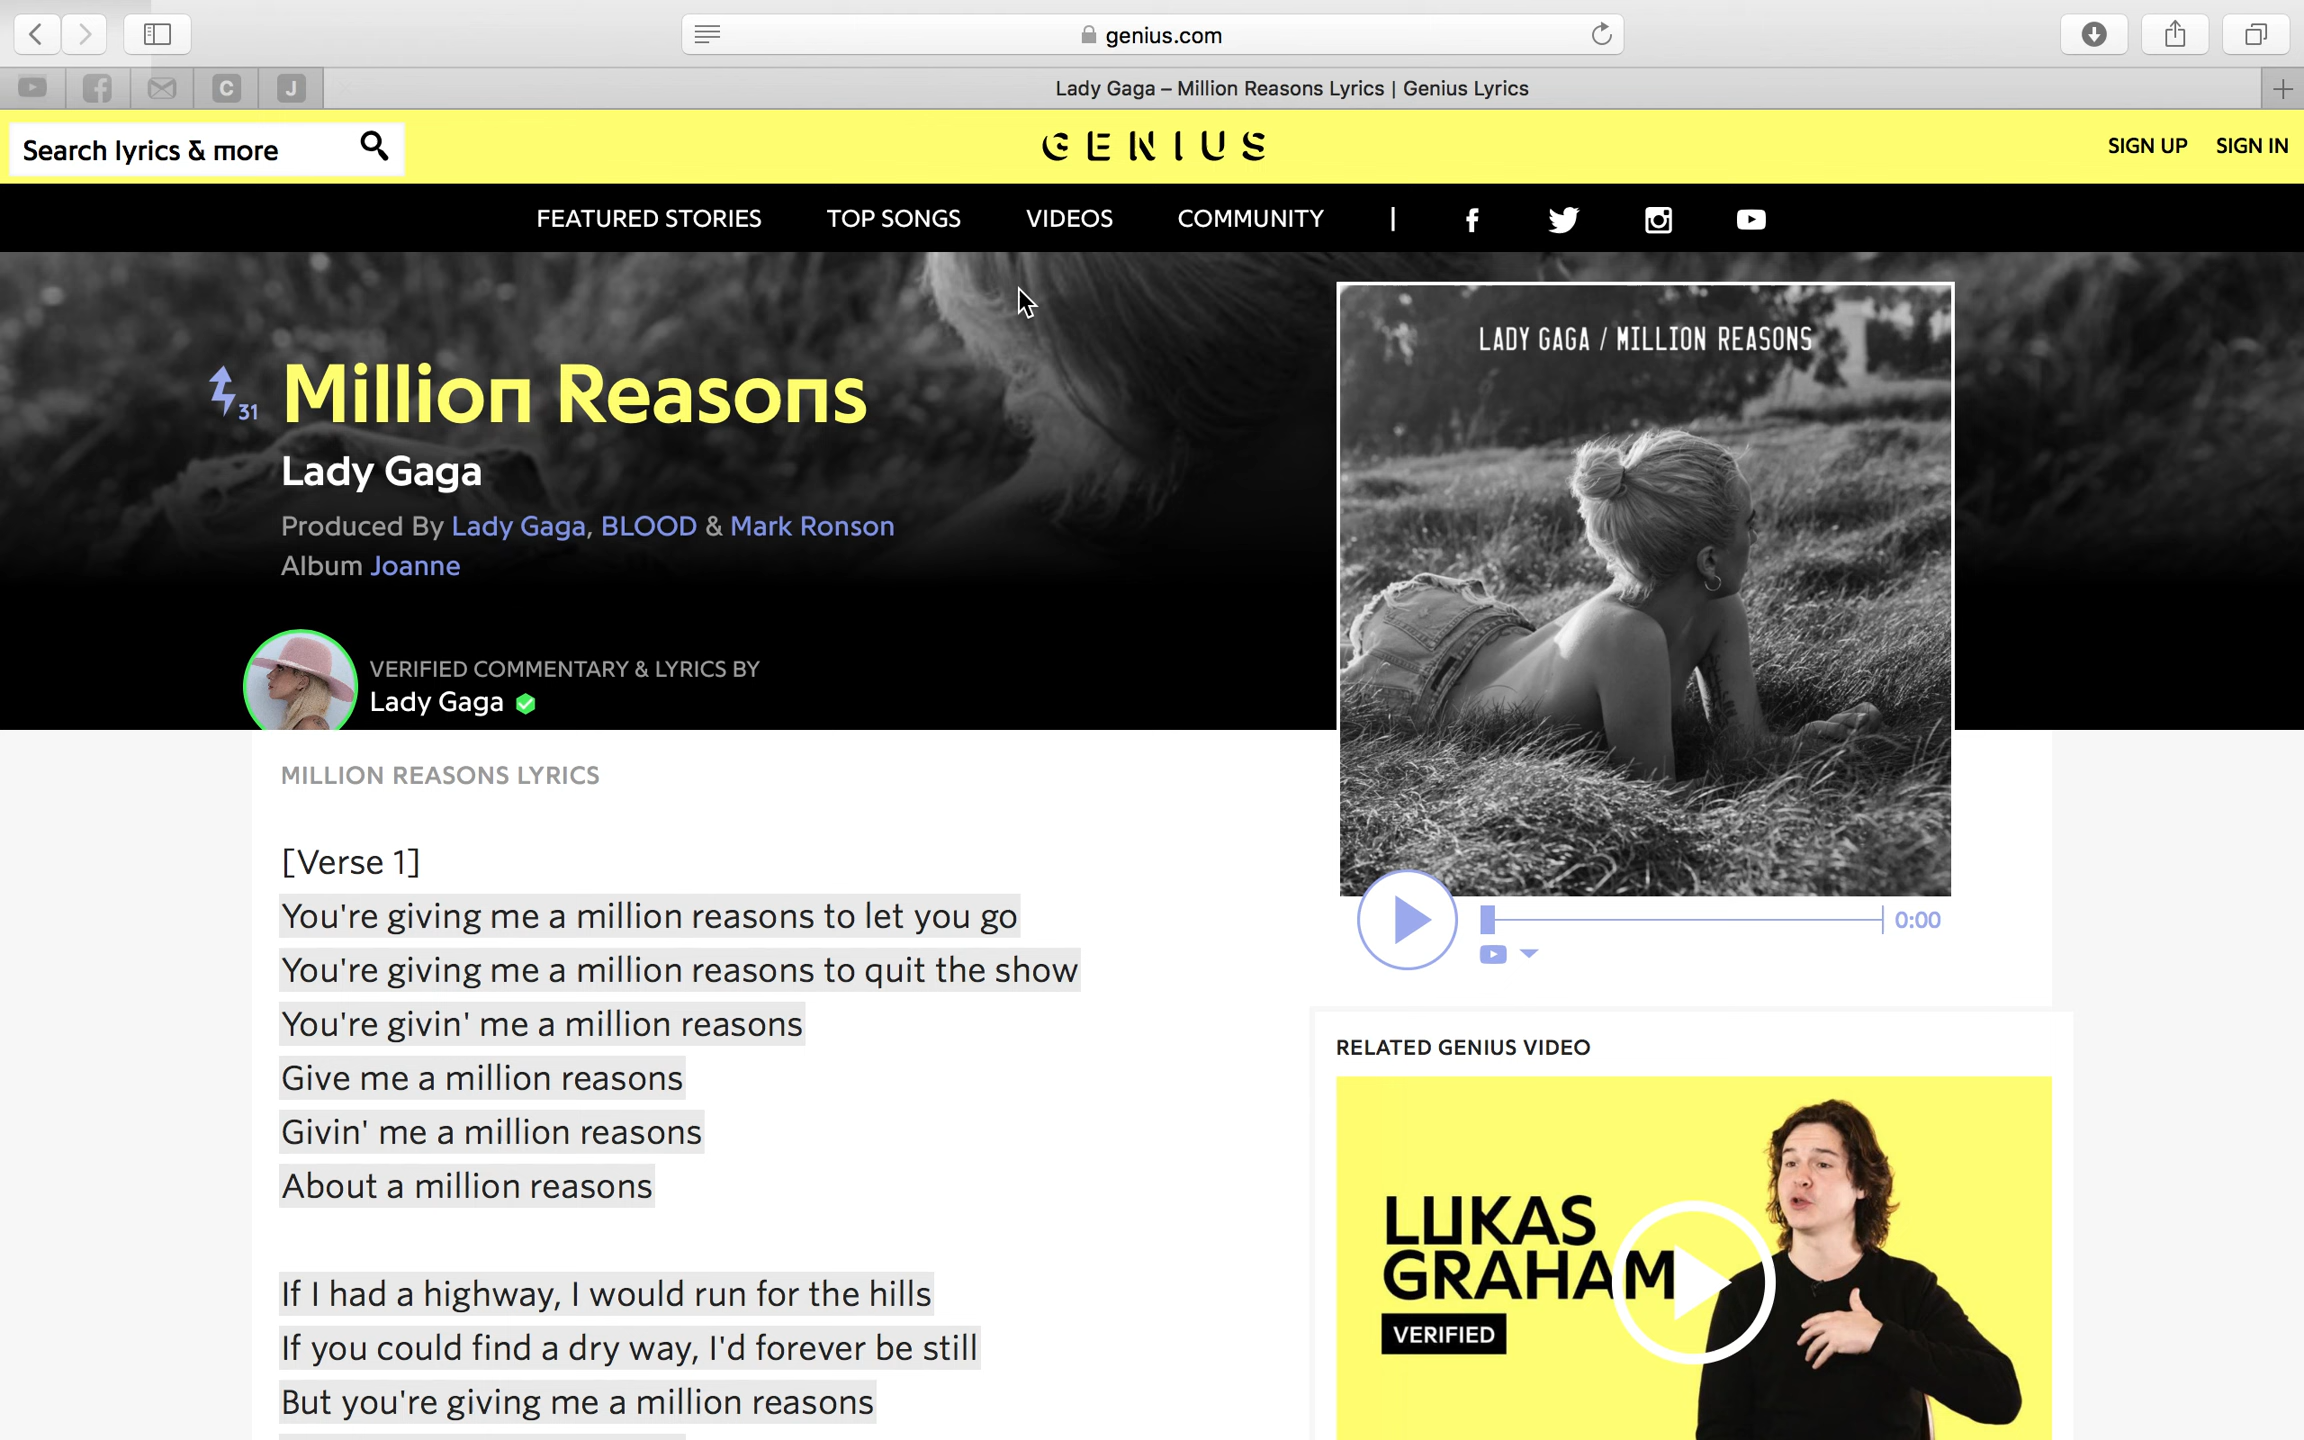 genius.com
C
J
Lady Gaga – Million Reasons Lyrics | Genius Lyrics
Search lyrics & more
GENIUS
SIGN UP SIGN IN
FEATURED STORIES TOP SONGS VIDEOS COMMUNITY
31
Million Reasons
Lady Gaga
Produced By Lady Gaga, BLOOD & Mark Ronson
Album Joanne
VERIFIED COMMENTARY & LYRICS BY
Lady Gaga
LADY GAGA / MILLION REASONS
0:00
MILLION REASONS LYRICS
[Verse 1]
You're giving me a million reasons to let you go
You're giving me a million reasons to quit the show
You're givin' me a million reasons
Give me a million reasons
Givin' me a million reasons
About a million reasons
If I had a highway, I would run for the hills
If you could find a dry way, I'd forever be still
But you're giving me a million reasons
RELATED GENIUS VIDEO
LUKAS
GRAHAM
VERIFIED